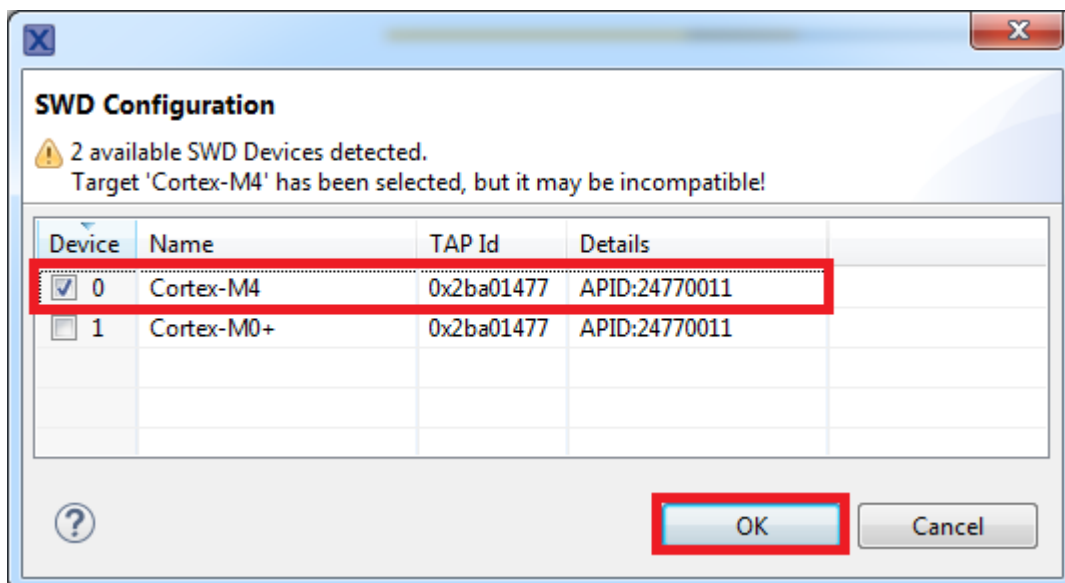 X
SWD Configuration
2 available SWD Devices detected.
Target 'Cortex-M4' has been selected, but it may be incompatible!
Device Name TAP Id Details
0 Cortex-M4 0x2ba01477 APID:24770011
1 Cortex-M0+ 0x2ba01477 APID:24770011
? OK Cancel